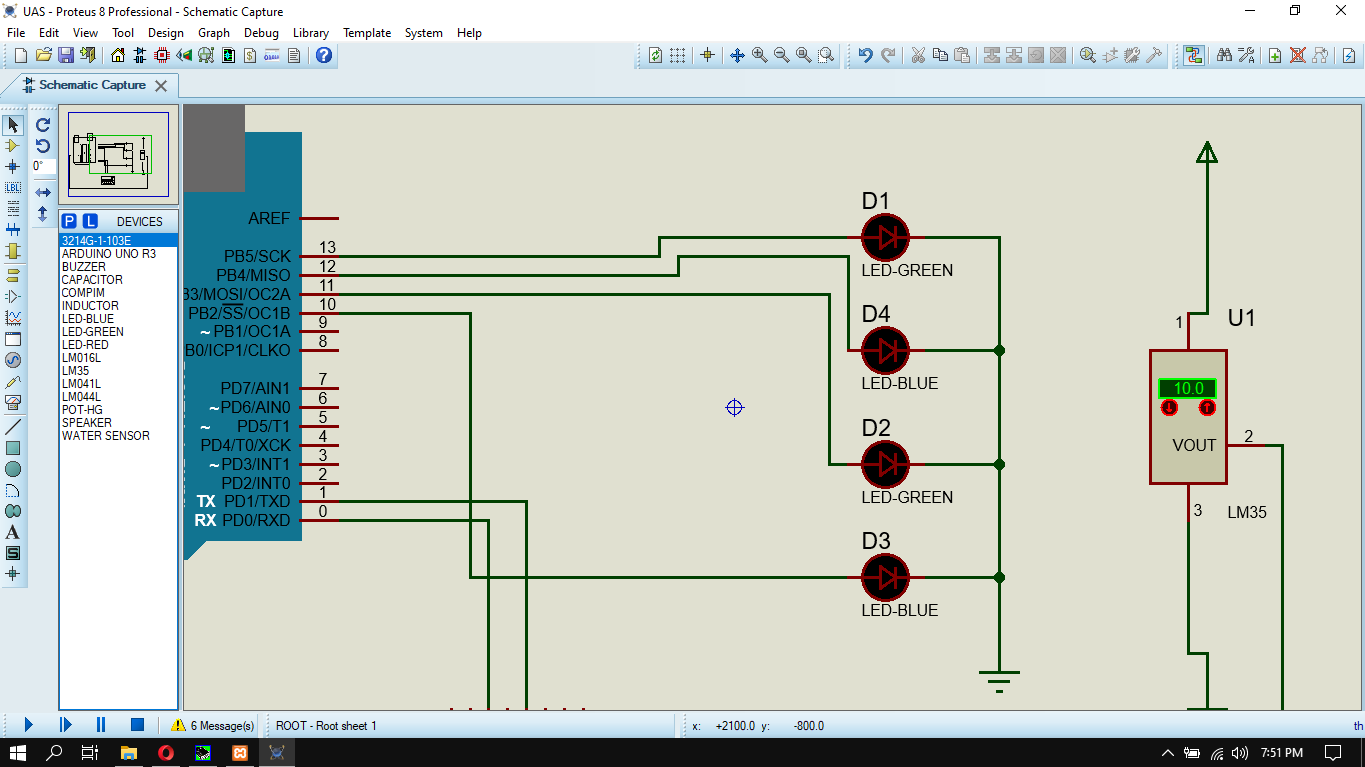 UAS - Proteus 8 Professional - Schematic Capture
File Edit View Tool Design Graph Debug Library Template System Help
Schematic Capture
0°
LBL
P L DEVICES
3214G-1-103E
ARDUINO UNO R3
BUZZER
CAPACITOR
COMPIM
INDUCTOR
LED-BLUE
LED-GREEN
LED-RED
LM016L
LM35
LM041L
LM044L
POT-HG
SPEAKER
WATER SENSOR
A
S
AREF
PB5/SCK 13
PB4/MISO 12
B3/MOSI/OC2A 11
PB2/SS/OC1B 10
~ PB1/OC1A 9
B0/ICP1/CLKO 8
PD7/AIN1 7
~PD6/AIN0 6
~ PD5/T1 5
PD4/T0/XCK 4
~PD3/INT1 3
PD2/INT0 2
TX PD1/TXD 1
RX PD0/RXD 0
D1
LED-GREEN
D4
LED-BLUE
D2
LED-GREEN
D3
LED-BLUE
1 U1
10.0
VOUT 2
3 LM35
6 Message(s) ROOT - Root sheet 1 x: +2100.0 y: -800.0 th
7:51 PM